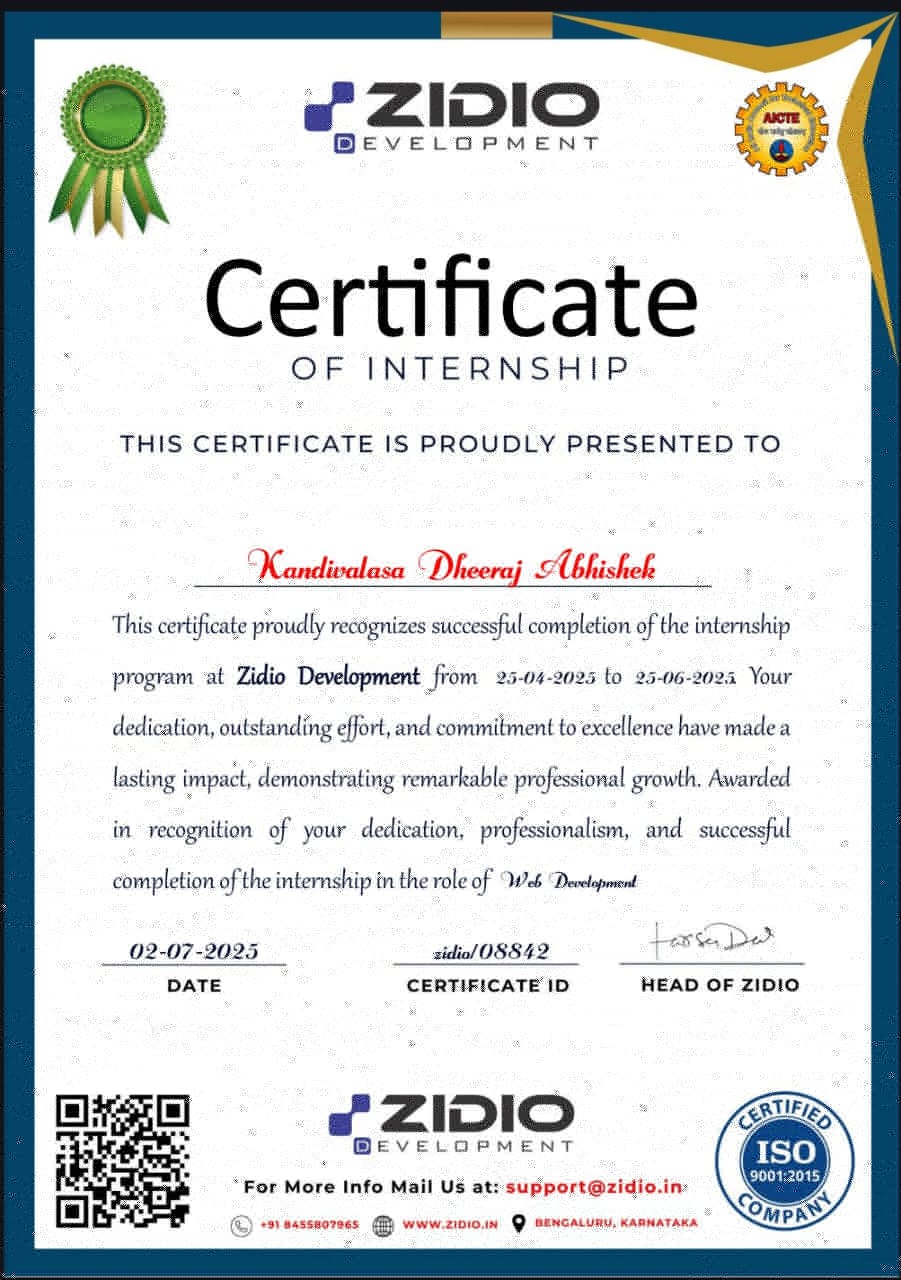 ZIDIO
DEVELOPMENT
AICTE
Certificate
OF INTERNSHIP
THIS CERTIFICATE IS PROUDLY PRESENTED TO
Kandivalasa Dheeraj Abhishek
This certificate proudly recognizes successful completion of the internship
program at Zidio Development from 25-04-2025 to 25-06-2025. Your
dedication, outstanding effort, and commitment to excellence have made a
lasting impact, demonstrating remarkable professional growth. Awarded
in recognition of your dedication, professionalism, and successful
completion of the internship in the role of Web Development
02-07-2025 zidio/08842
DATE CERTIFICATE ID HEAD OF ZIDIO
ZIDIO
DEVELOPMENT
For More Info Mail Us at: support@zidio.in
+91 8455807965 WWW.ZIDIO.IN BENGALURU, KARNATAKA
CERTIFIED
ISO
9001:2015
COMPANY